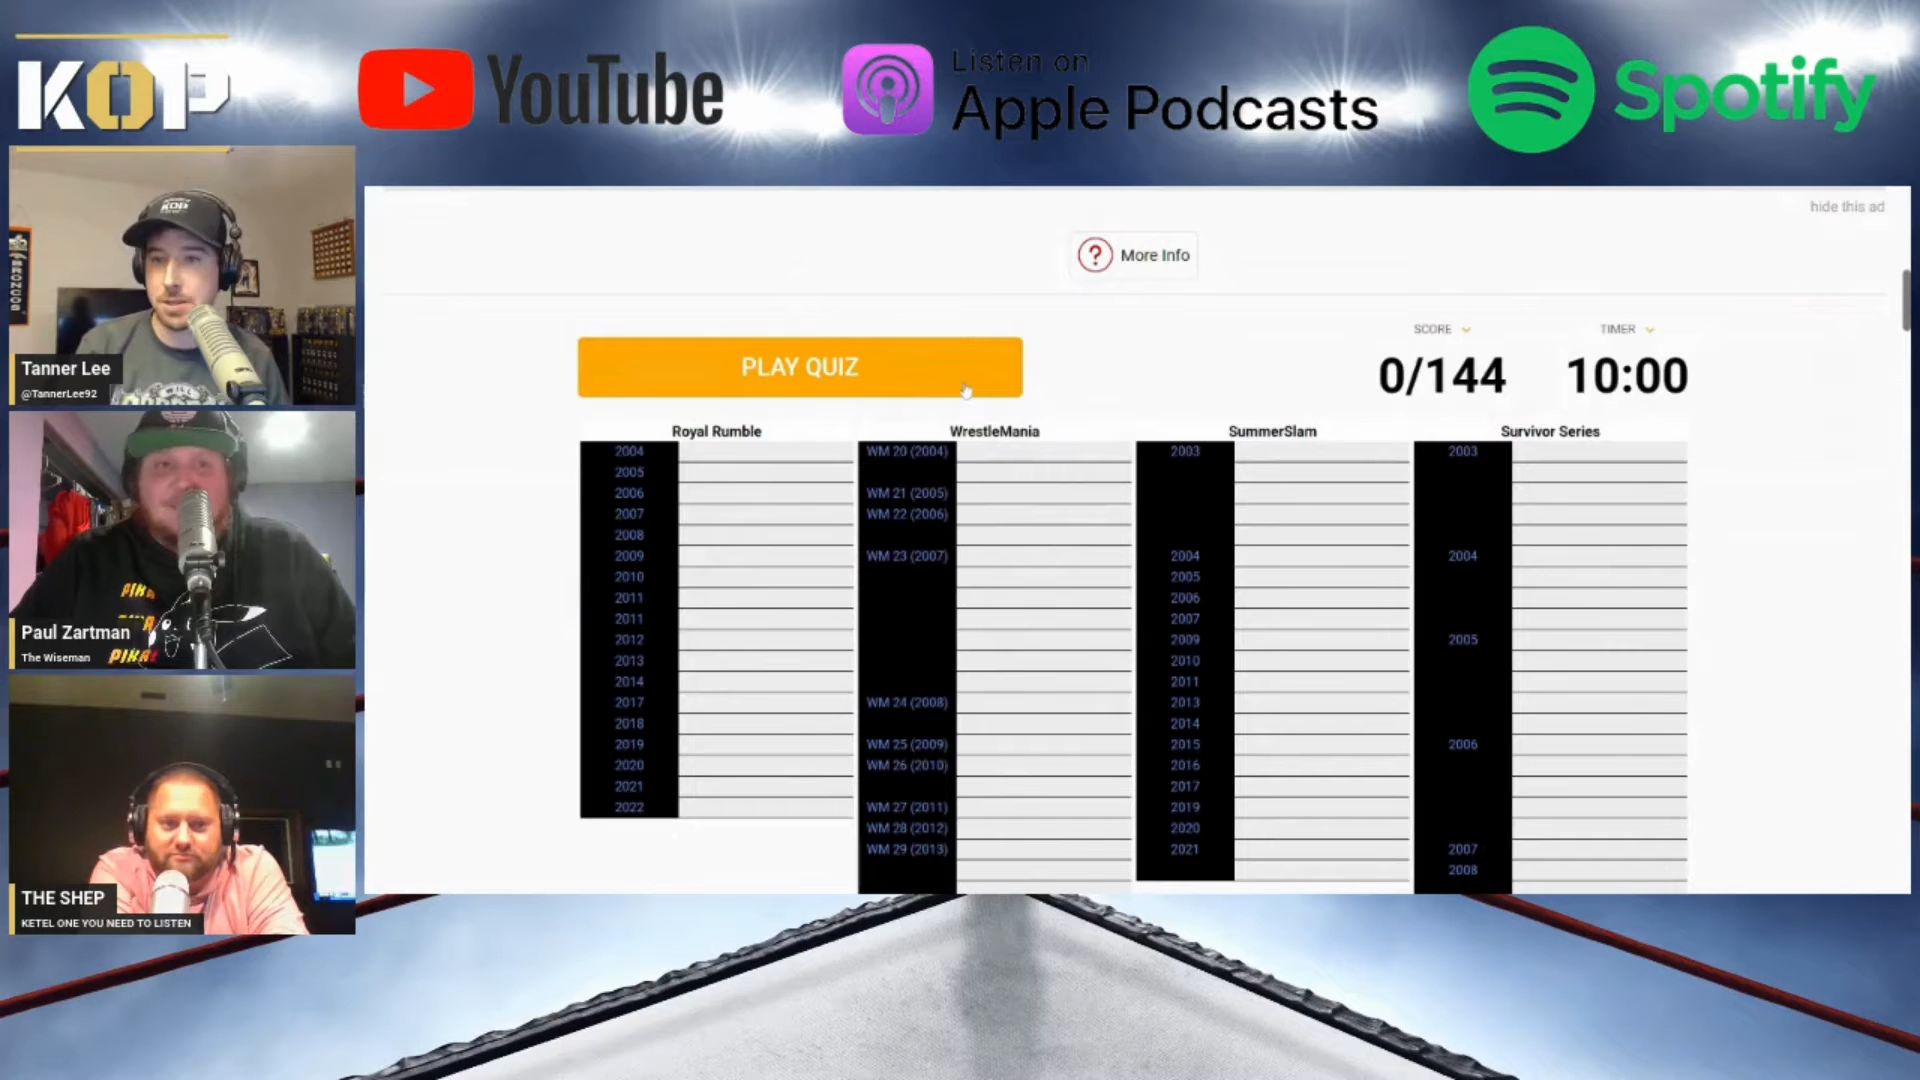 KOP
YouTube
Listen on
Apple Podcasts
Spotify
KOP
BRONCOS
Tanner Lee
@TannerLee92
PIKA
PIKA
Paul Zartman
The Wiseman
THE SHEP
KETEL ONE YOU NEED TO LISTEN
hide this ad
? More Info
PLAY QUIZ
SCORE
TIMER
0/144
10:00
Royal Rumble
2004
2005
2006
2007
2008
2009
2010
2011
2011
2012
2013
2014
2017
2018
2019
2020
2021
2022
WrestleMania
WM 20 (2004)
WM 21 (2005)
WM 22 (2006)
WM 23 (2007)
WM 24 (2008)
WM 25 (2009)
WM 26 (2010)
WM 27 (2011)
WM 28 (2012)
WM 29 (2013)
SummerSlam
2003
2004
2005
2006
2007
2009
2010
2011
2013
2014
2015
2016
2017
2019
2020
2021
Survivor Series
2003
2004
2005
2006
2007
2008